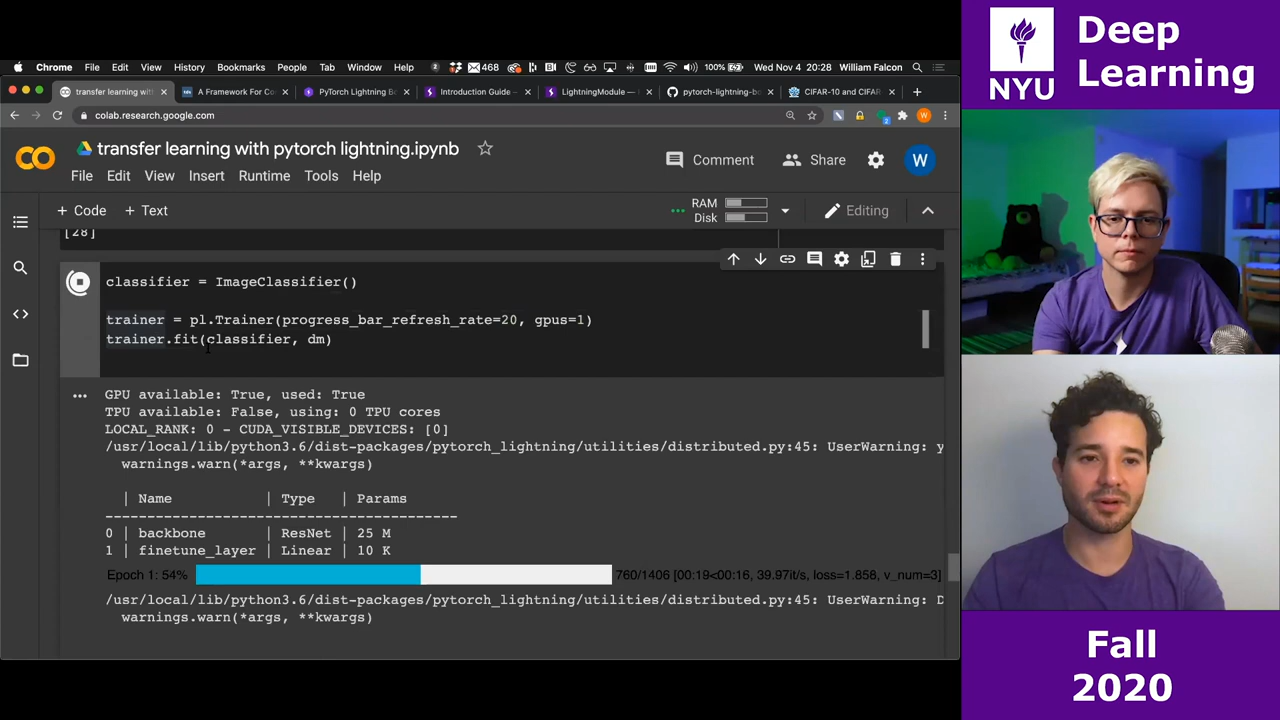 Chrome File Edit View History Bookmarks People Tab Window Help 468 100% Wed Nov 4 20:28 William Falcon
transfer learning with A Framework For Co PyTorch Lightning B Introduction Guide — LightningModule — pytorch-lightning-bo CIFAR-10 and CIFAR
colab.research.google.com
CO transfer learning with pytorch lightning.ipynb
Comment Share W
File Edit View Insert Runtime Tools Help
+ Code + Text RAM Disk Editing
[28]
classifier = ImageClassifier()
trainer = pl.Trainer(progress_bar_refresh_rate=20, gpus=1)
trainer.fit(classifier, dm)
GPU available: True, used: True
TPU available: False, using: 0 TPU cores
LOCAL_RANK: 0 - CUDA_VISIBLE_DEVICES: [0]
/usr/local/lib/python3.6/dist-packages/pytorch_lightning/utilities/distributed.py:45: UserWarning: y
warnings.warn(*args, **kwargs)
| Name | Type | Params
------------------------------------------
0 | backbone | ResNet | 25 M
1 | finetune_layer | Linear | 10 K
Epoch 1: 54% 760/1406 [00:19<00:16, 39.97it/s, loss=1.858, v_num=3]
/usr/local/lib/python3.6/dist-packages/pytorch_lightning/utilities/distributed.py:45: UserWarning: D
warnings.warn(*args, **kwargs)
NYU
Deep
Learning
Fall
2020